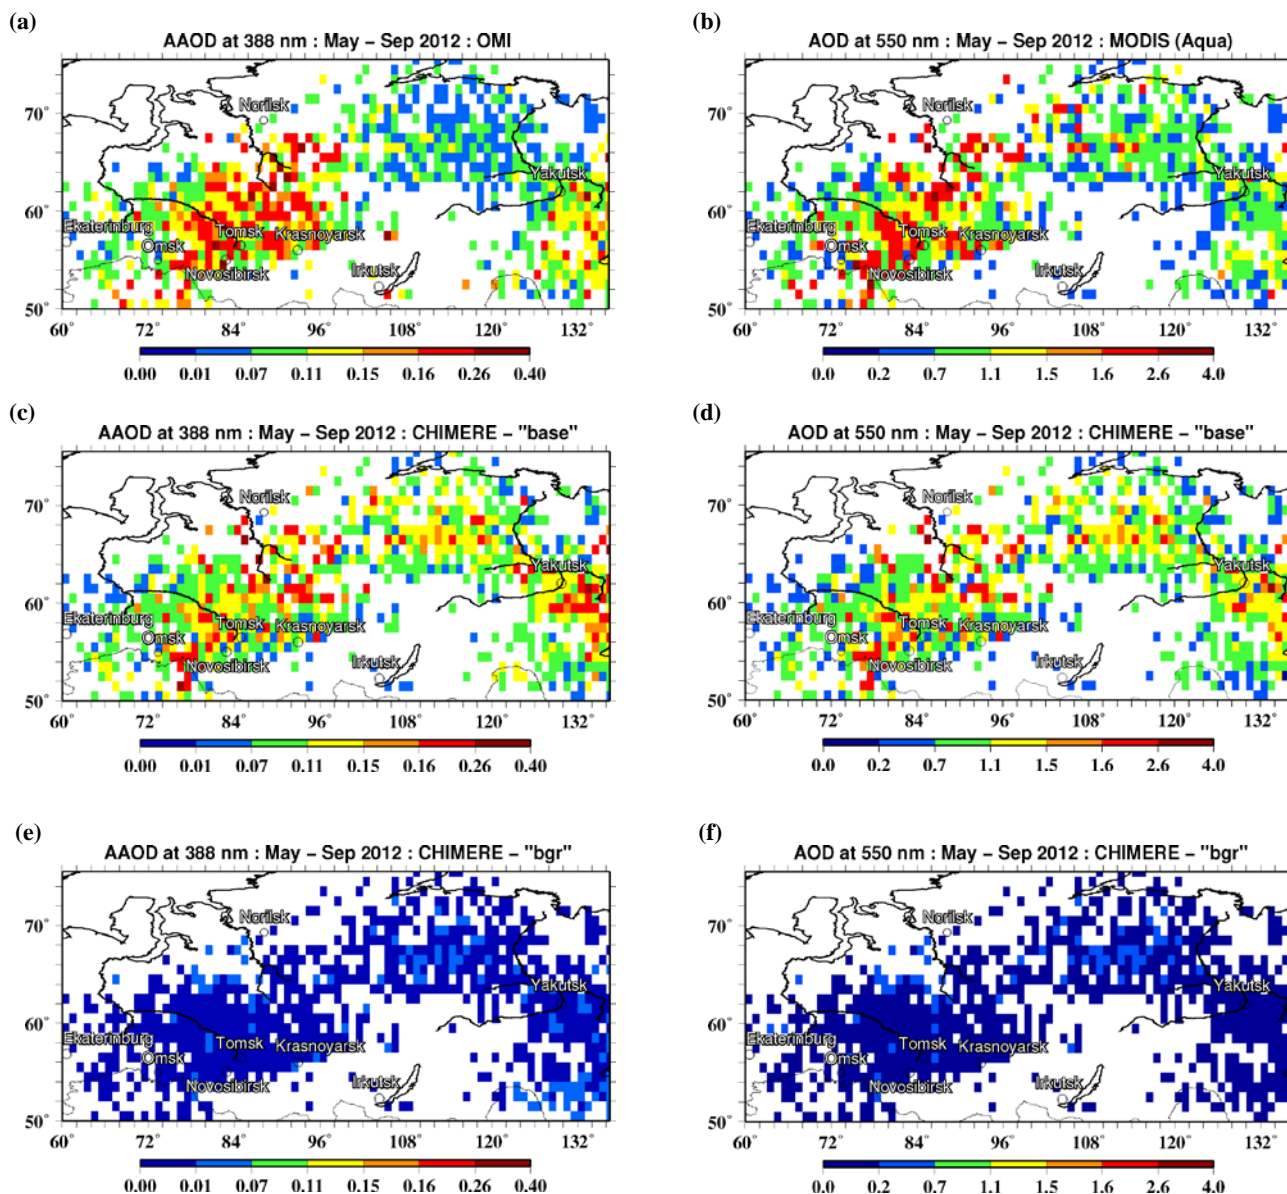 (a)
AAOD at 388 nm : May – Sep 2012 : OMI
70°
60°
50°
Norilsk
Yakutsk
Ekaterinburg
Tomsk
Krasnoyarsk
Omsk
Novosibirsk
Irkutsk
60° 72 84 96 108 120 132
0.00 0.01 0.07 0.11 0.15 0.16 0.26 0.40
(b)
AOD at 550 nm : May – Sep 2012 : MODIS (Aqua)
70°
60°
50°
Norilsk
Yakutsk
Ekaterinburg
Tomsk
Krasnoyarsk
Omsk
Novosibirsk
Irkutsk
60° 72 84 96 108 120 132
0.0 0.2 0.7 1.1 1.5 1.6 2.6 4.0
(c)
AAOD at 388 nm : May – Sep 2012 : CHIMERE – "base"
70°
60°
50°
Norilsk
Yakutsk
Ekaterinburg
Tomsk
Krasnoyarsk
Omsk
Novosibirsk
Irkutsk
60° 72 84 96 108 120 132
0.00 0.01 0.07 0.11 0.15 0.16 0.26 0.40
(d)
AOD at 550 nm : May – Sep 2012 : CHIMERE – "base"
70°
60°
50°
Norilsk
Yakutsk
Ekaterinburg
Tomsk
Krasnoyarsk
Omsk
Novosibirsk
Irkutsk
60° 72 84 96 108 120 132
0.0 0.2 0.7 1.1 1.5 1.6 2.6 4.0
(e)
AAOD at 388 nm : May – Sep 2012 : CHIMERE – "bgr"
70°
60°
50°
Norilsk
Yakutsk
Ekaterinburg
Tomsk
Krasnoyarsk
Omsk
Novosibirsk
Irkutsk
60° 72 84 96 108 120 132
0.00 0.01 0.07 0.11 0.15 0.16 0.26 0.40
(f)
AOD at 550 nm : May – Sep 2012 : CHIMERE – "bgr"
70°
60°
50°
Norilsk
Yakutsk
Ekaterinburg
Tomsk
Krasnoyarsk
Omsk
Novosibirsk
Irkutsk
60° 72 84 96 108 120 132
0.0 0.2 0.7 1.1 1.5 1.6 2.6 4.0